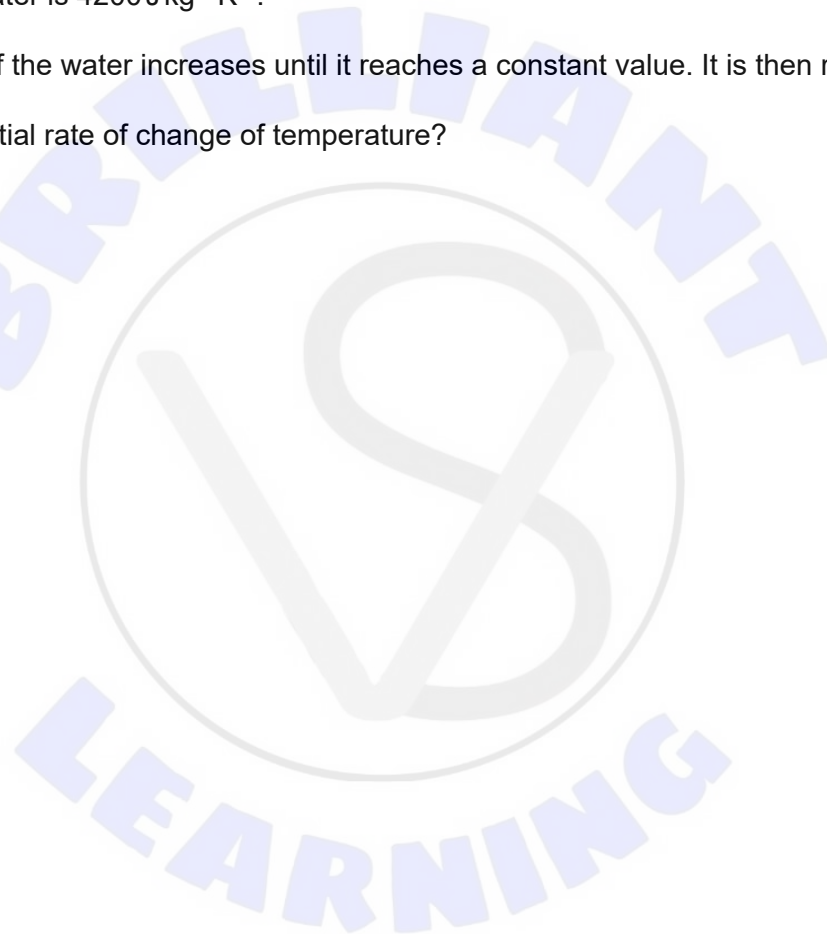 f the water increases until it reaches a constant value. It is then
tial rate of change of temperature?
BRILLIANT
VS
LEARNING